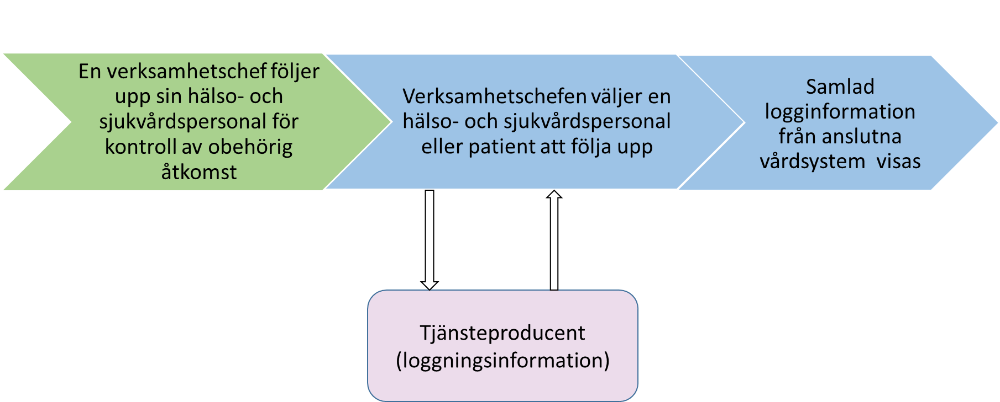 En verksamhetschef följer
upp sin hälso- och
sjukvårdspersonal för
kontroll av obehörig
åtkomst
Verksamhetschefen väljer en
hälso- och sjukvårdspersonal
eller patient att följa upp
Samlad
logginformation
från anslutna
vårdsystem  visas
Tjänsteproducent
(loggningsinformation)